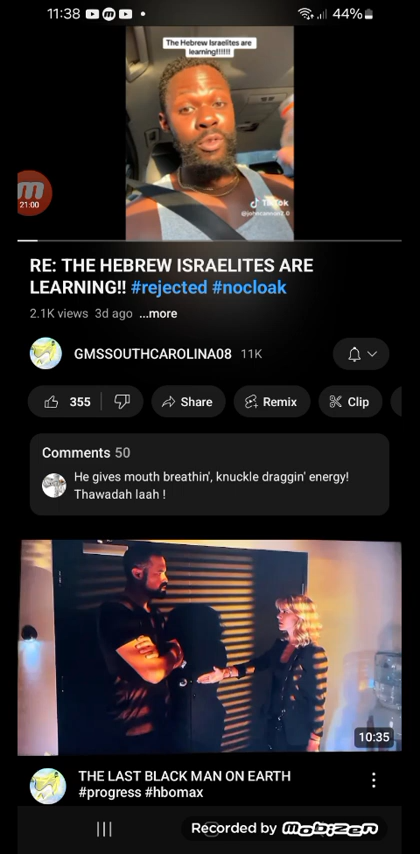 11:38
44%
The Hebrew Israelites are
learning!!!!!!
TikTok
21:00
RE: THE HEBREW ISRAELITES ARE
LEARNING!! #rejected #nocloak
2.1K views 3d ago ...more
GMSSOUTHCAROLINA08 11K
355
Share
Remix
Clip
Comments 50
He gives mouth breathin', knuckle draggin' energy!
Thawadah laah !
10:35
THE LAST BLACK MAN ON EARTH
#progress #hbomax
Recorded by mobizen